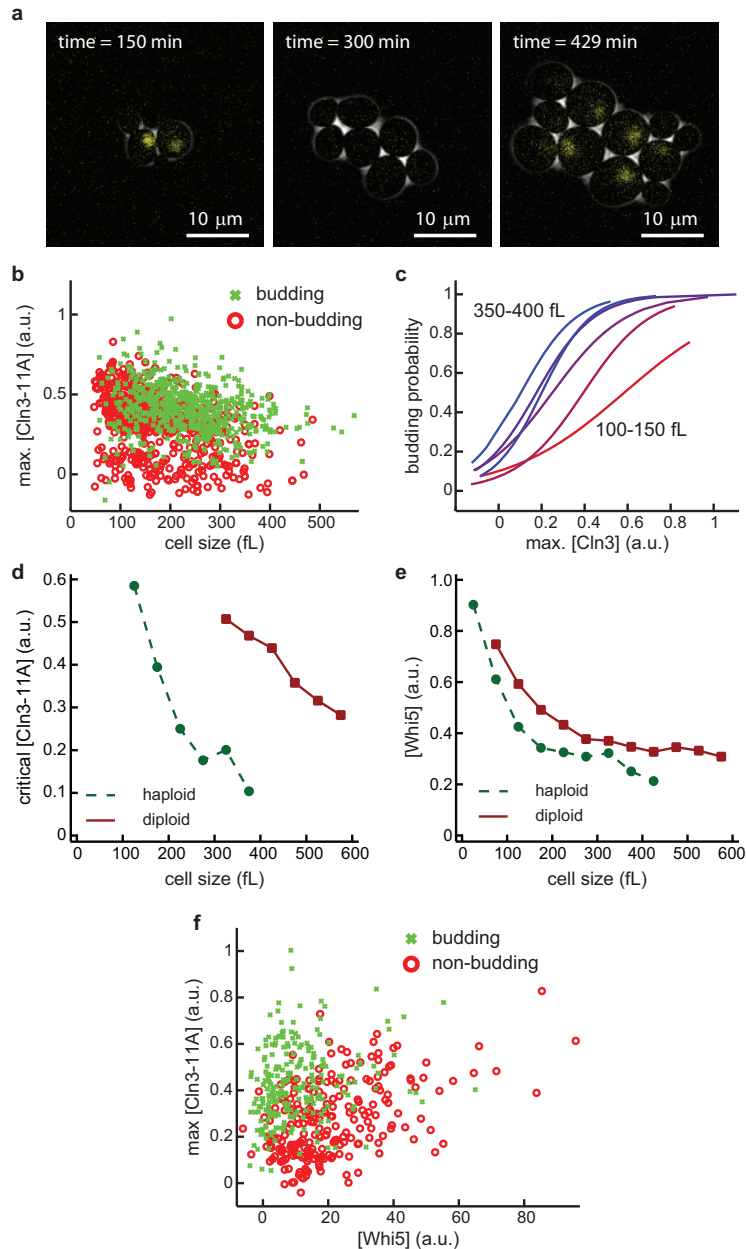 a
time = 150 min
time = 300 min
time = 429 min
10 μm
10 μm
10 μm
b
budding
non-budding
max. [Cln3-11A] (a.u.)
1
0.5
0
0
100
200
300
400
500
cell size (fL)
c
350-400 fL
100-150 fL
budding probability
1
0.8
0.6
0.4
0.2
0
0
0.2
0.4
0.6
0.8
1
max. [Cln3] (a.u.)
d
critical [Cln3-11A] (a.u.)
0.6
0.5
0.4
0.3
0.2
0.1
0
haploid
diploid
0
100
200
300
400
500
600
cell size (fL)
e
[Whi5] (a.u.)
1.0
0.8
0.6
0.4
0.2
0
haploid
diploid
0
100
200
300
400
500
600
cell size (fL)
f
budding
non-budding
max [Cln3-11A] (a.u.)
1
0.8
0.6
0.4
0.2
0
0
20
40
60
80
[Whi5] (a.u.)